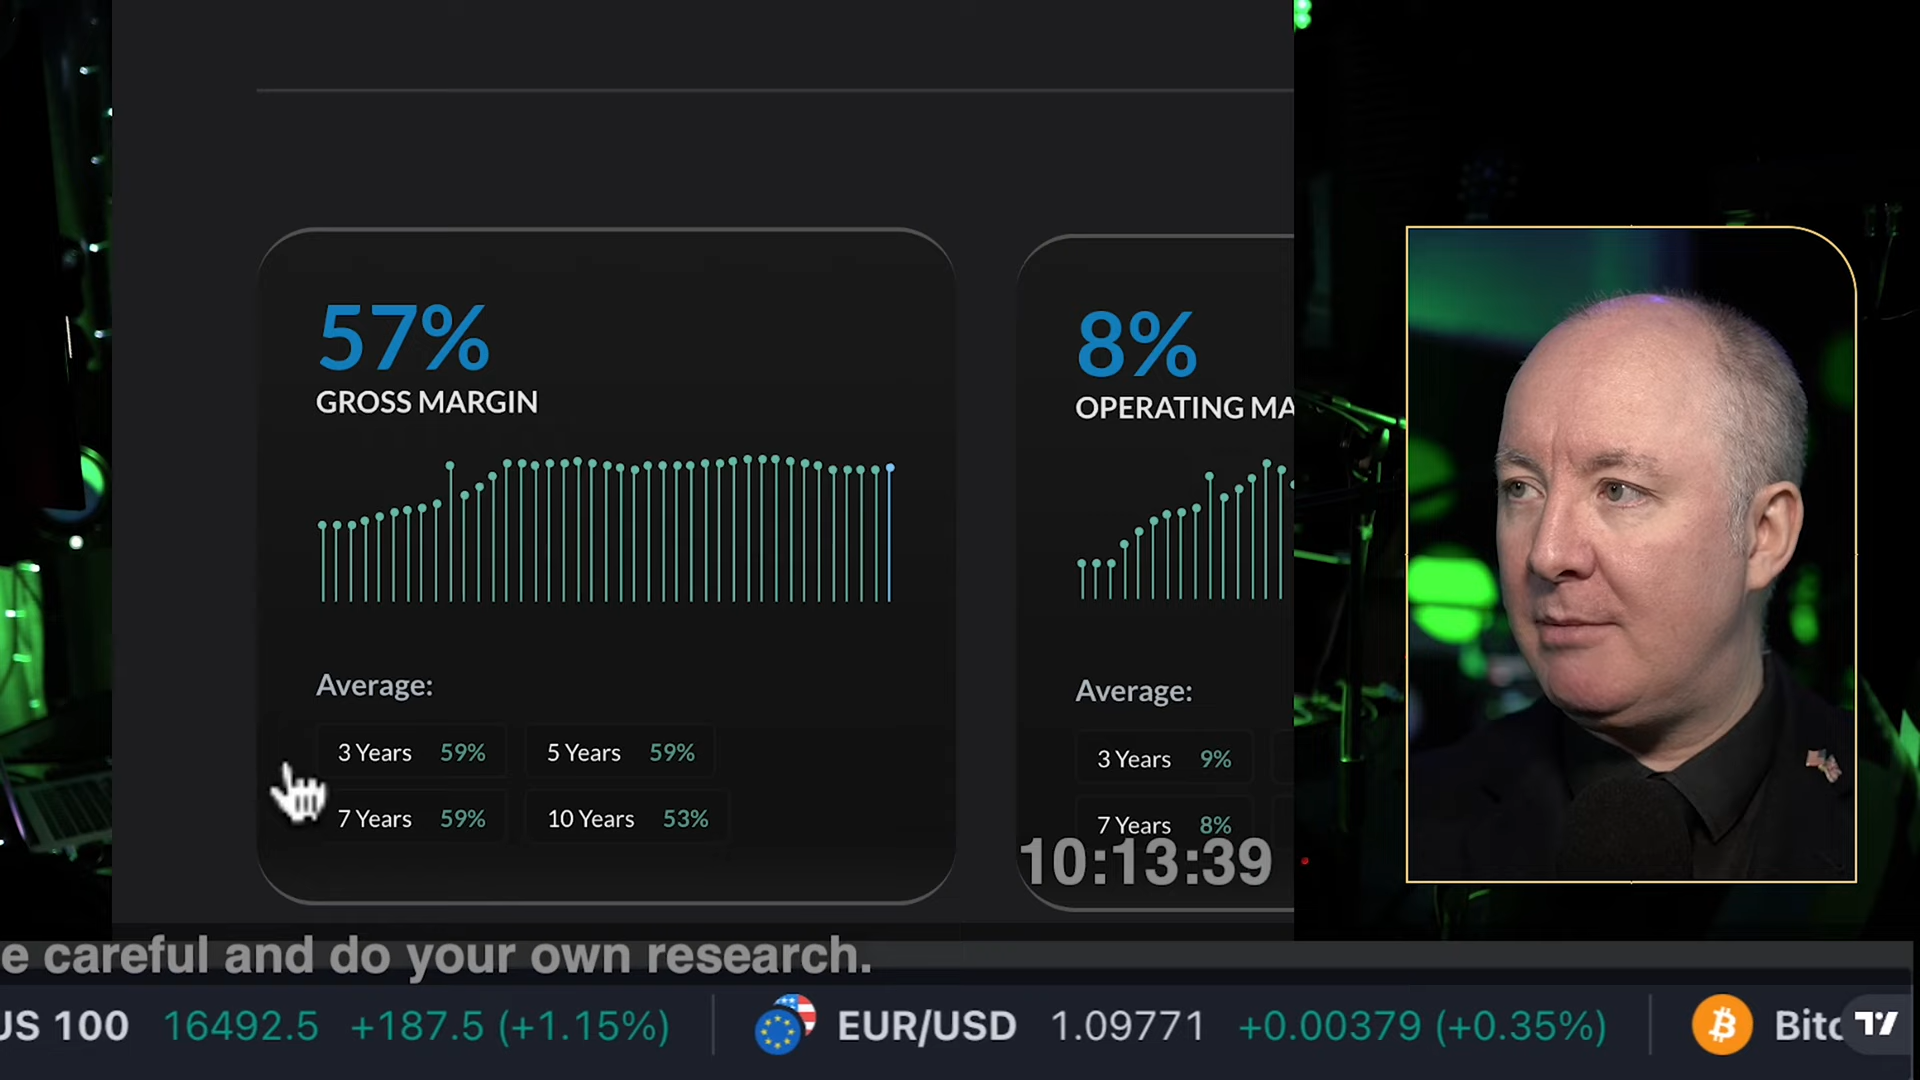 57%
GROSS MARGIN
Average:
3 Years 59%
5 Years 59%
7 Years 59%
10 Years 53%
8%
OPERATING MA
Average:
3 Years 9%
7 Years 8%
10:13:39
e careful and do your own research.
US 100 16492.5 +187.5 (+1.15%)
EUR/USD 1.09771 +0.00379 (+0.35%)
Bitc